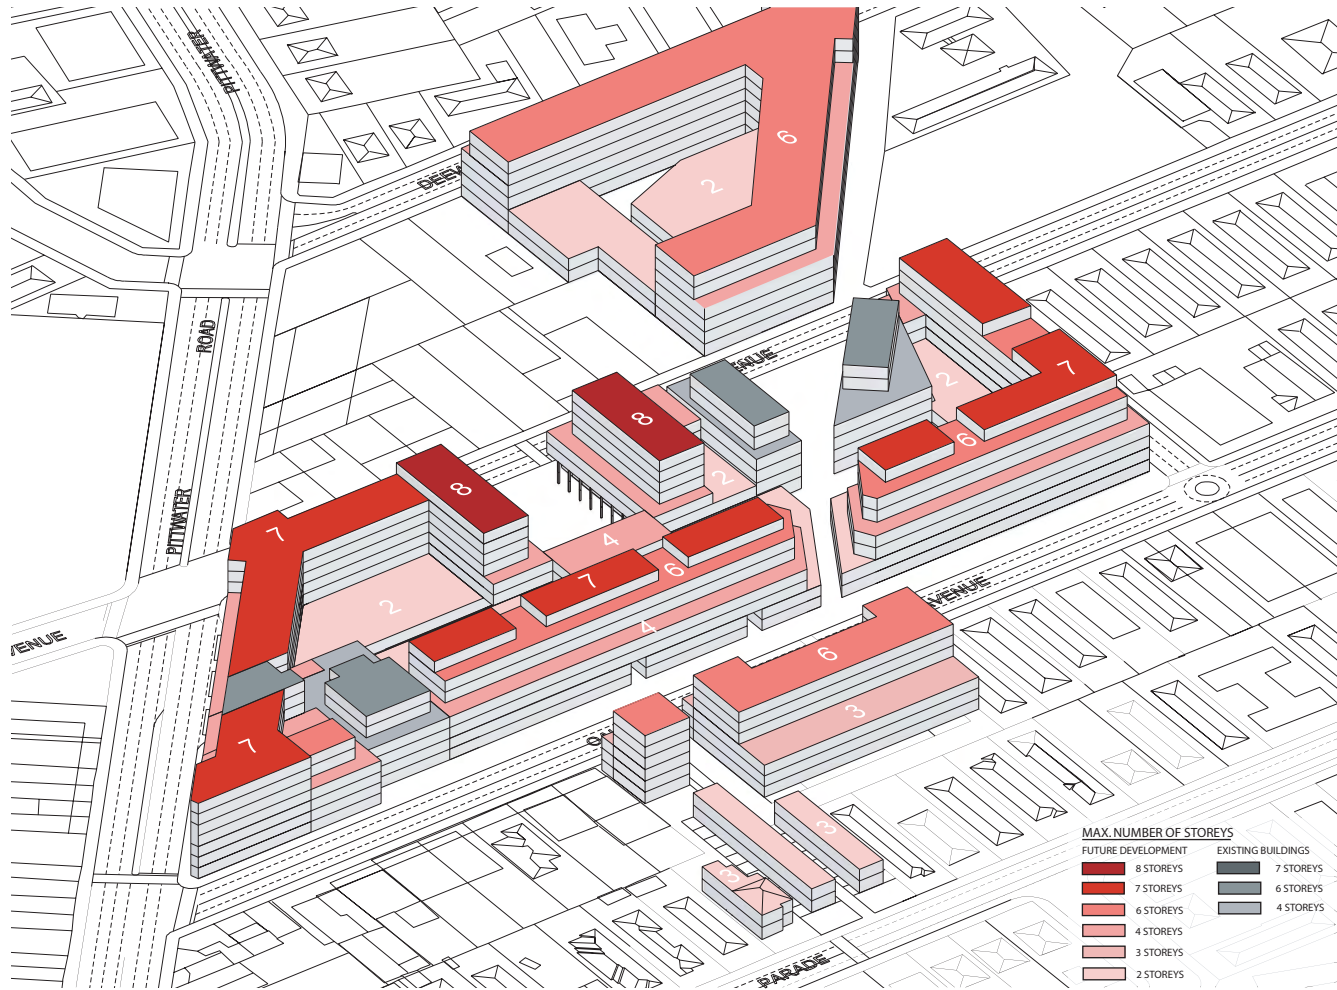 PITTWATER
6
DEEW
2
ROAD
ENUE
7
2
8
6
8
2
7
PITTWATER
4
7
6
2
AVENUE
4
VENUE
6
3
7
3
3
PARADE
MAX. NUMBER OF STOREYS
FUTURE DEVELOPMENT
8 STOREYS
7 STOREYS
6 STOREYS
4 STOREYS
3 STOREYS
2 STOREYS
EXISTING BUILDINGS
7 STOREYS
6 STOREYS
4 STOREYS